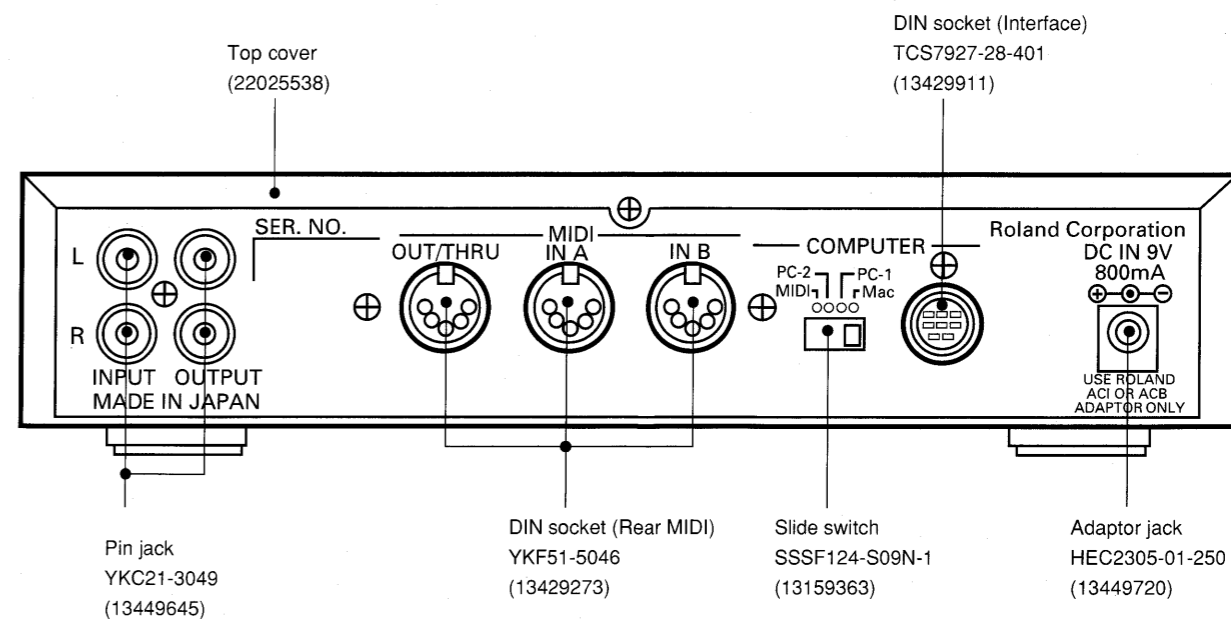 DIN socket (Interface)
TCS7927-28-401
(13429911)
Top cover
(22025538)
SER. NO.
MIDI
OUT/THRU
IN A
IN B
COMPUTER
PC-2
PC-1
MIDI
Mac
Roland Corporation
DC IN 9V
800mA
L
R
INPUT OUTPUT
MADE IN JAPAN
USE ROLAND
ACI OR ACB
ADAPTOR ONLY
Pin jack
YKC21-3049
(13449645)
DIN socket (Rear MIDI)
YKF51-5046
(13429273)
Slide switch
SSSF124-S09N-1
(13159363)
Adaptor jack
HEC2305-01-250
(13449720)